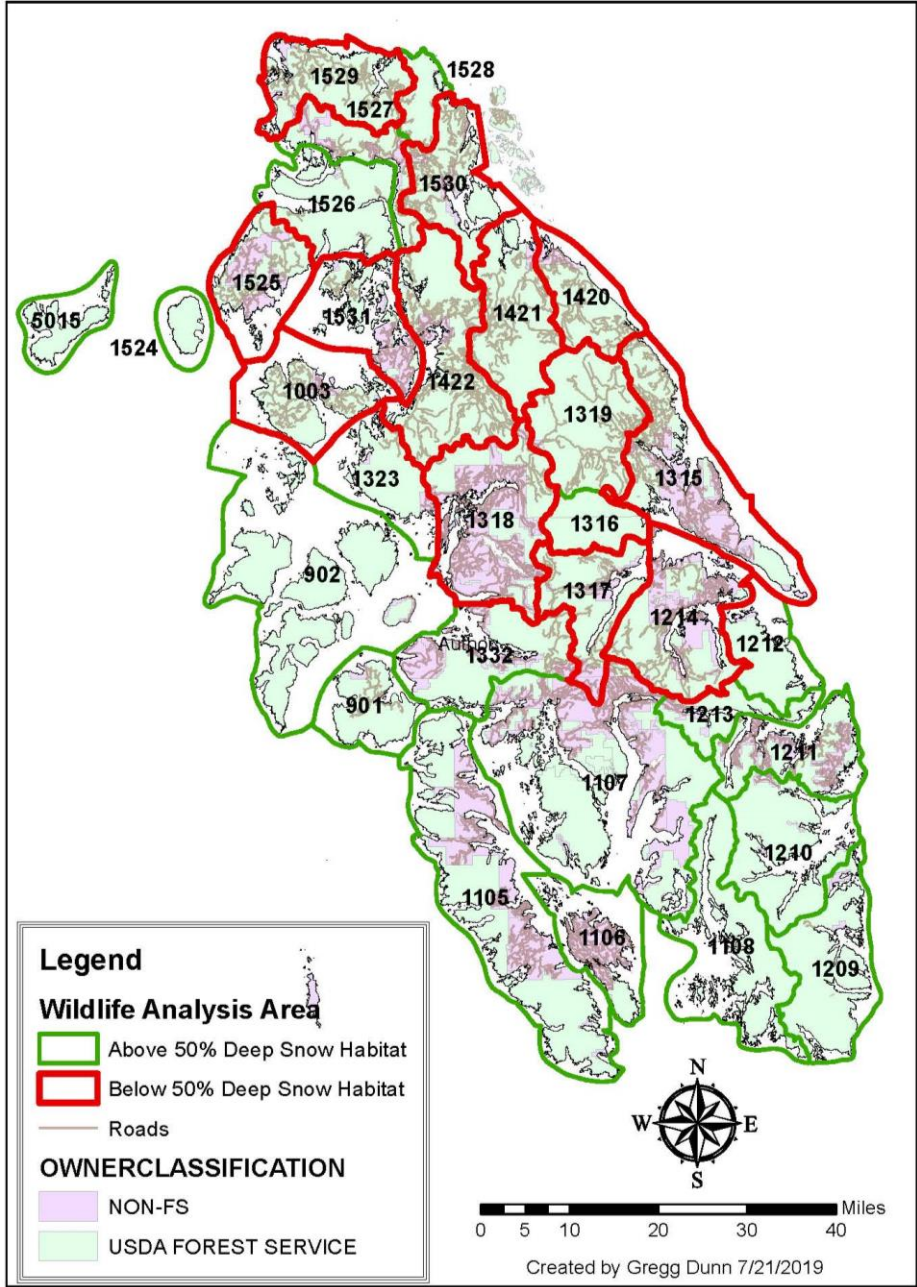 1529
1528
1527
1530
1526
1525
1531
1420
1421
5015
1524
1422
1003
1319
1323
1315
1318
1316
902
1317
1214
1212
1332
901
1213
1211
1107
1210
1105
1106
1108
1209
Legend
Wildlife Analysis Area
Above 50% Deep Snow Habitat
Below 50% Deep Snow Habitat
Roads
OWNERCLASSIFICATION
NON-FS
USDA FOREST SERVICE
N
W
E
S
Miles
0 5 10 20 30 40
Created by Gregg Dunn 7/21/2019